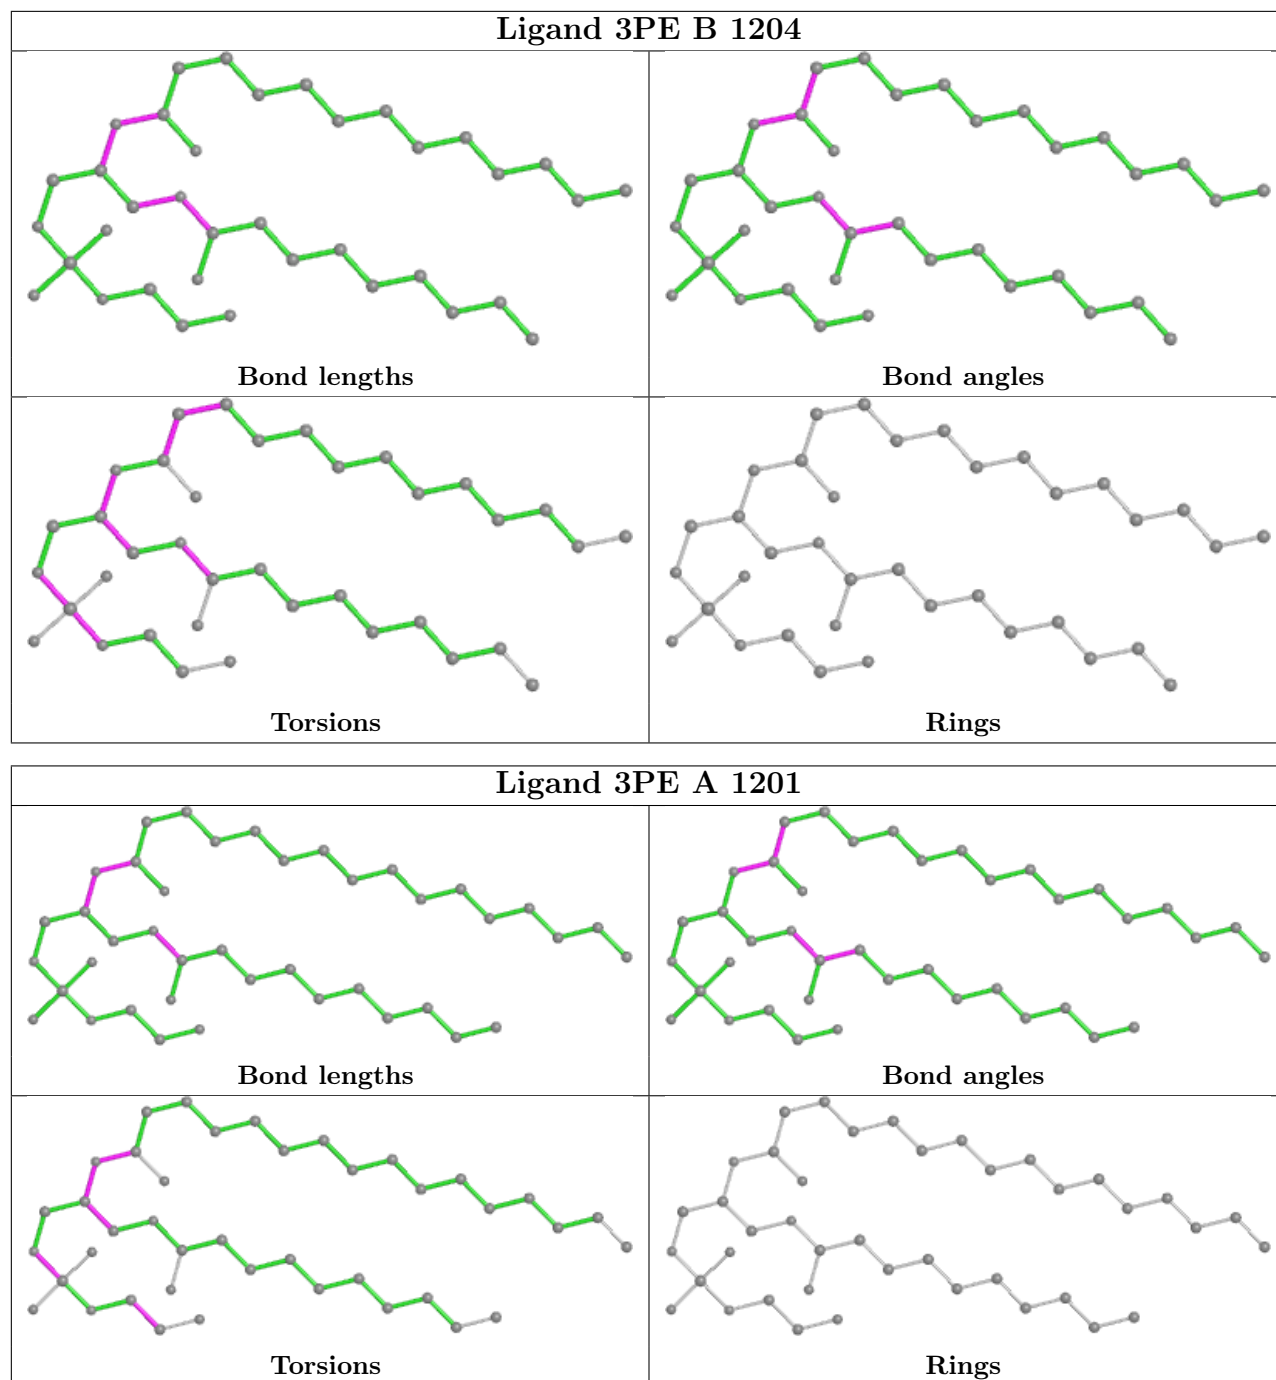 Ligand 3PE B 1204
Bond lengths
Bond angles
Torsions
Rings
Ligand 3PE A 1201
Bond lengths
Bond angles
Torsions
Rings